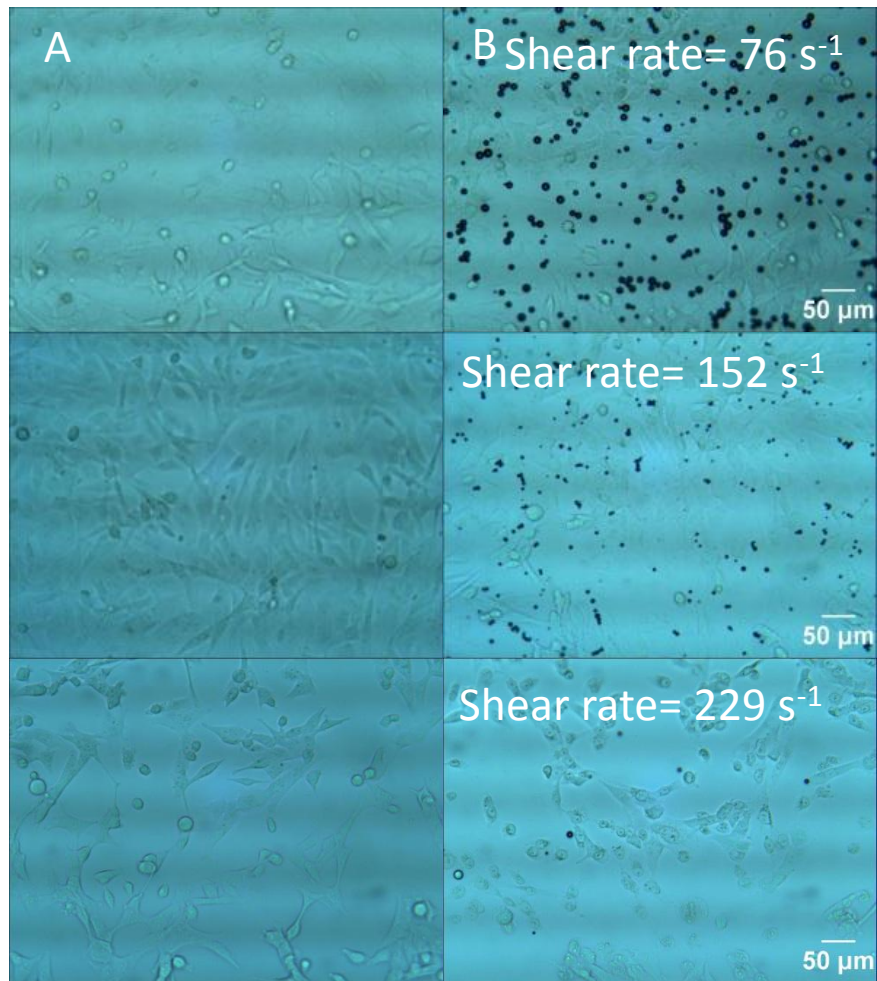 A
B Shear rate= 76 s⁻¹
50 µm
Shear rate= 152 s⁻¹
50 µm
Shear rate= 229 s⁻¹
50 µm